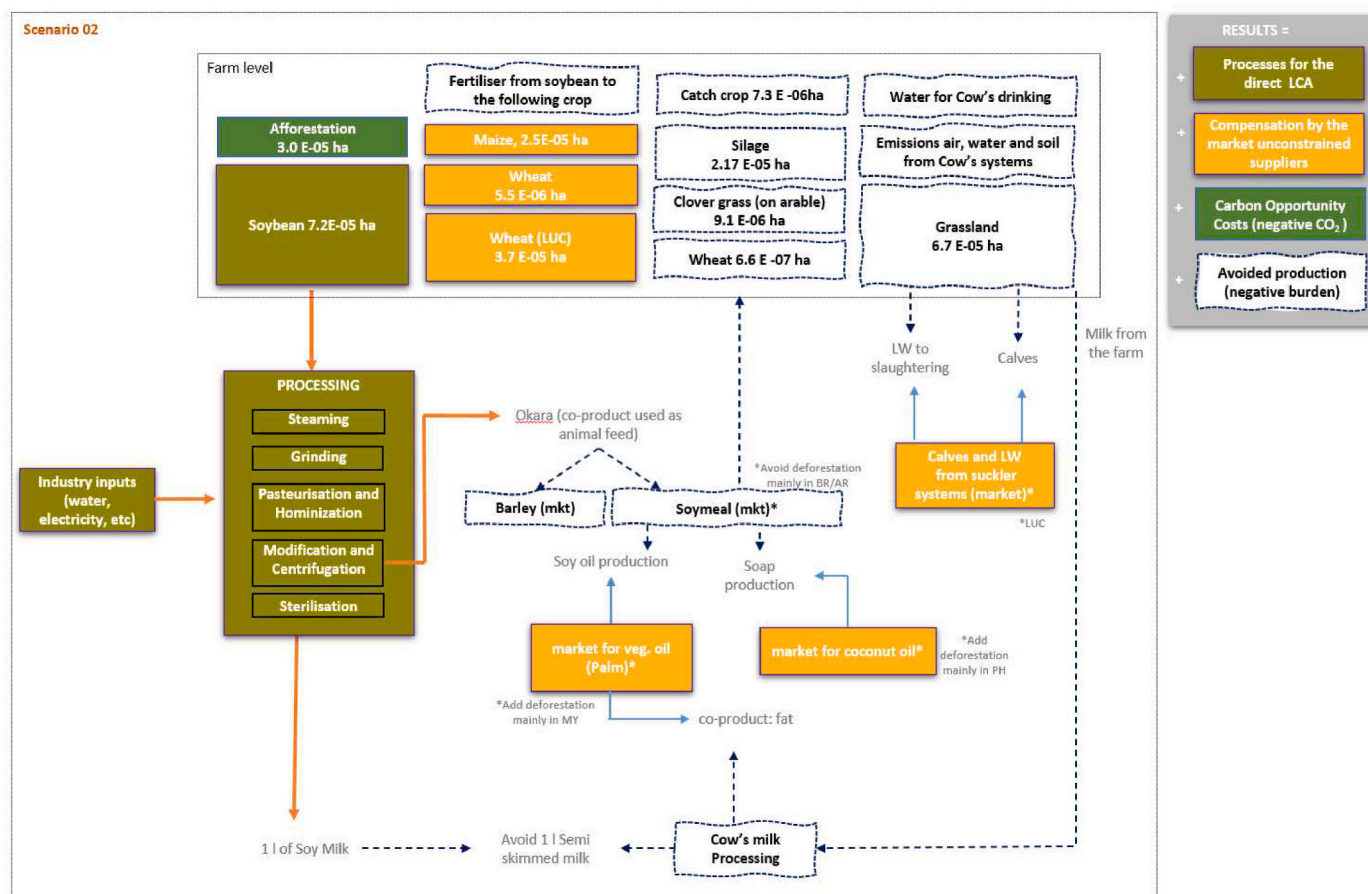 Scenario 02
Farm level
Afforestation
3.0 E-05 ha
Soybean 7.2E-05 ha
Fertiliser from soybean to
the following crop
Maize, 2.5E-05 ha
Wheat
5.5 E-06 ha
Wheat (LUC)
3.7 E-05 ha
Catch crop 7.3 E -06ha
Silage
2.17 E-05 ha
Clover grass (on arable)
9.1 E-06 ha
Wheat 6.6 E -07 ha
Water for Cow's drinking
Emissions air, water and soil
from Cow's systems
Grassland
6.7 E-05 ha
RESULTS =
+
Processes for the
direct LCA
+
Compensation by the
market unconstrained
suppliers
+
Carbon Opportunity
Costs (negative CO₂)
+
Avoided production
(negative burden)
Milk from
the farm
LW to
slaughtering
Calves
PROCESSING
Steaming
Grinding
Pasteurisation and
Hominization
Modification and
Centrifugation
Sterilisation
Industry inputs
(water,
electricity, etc)
Okara (co-product used as
animal feed)
*Avoid deforestation
mainly in BR/AR
Barley (mkt)
Soymeal (mkt)*
Calves and LW
from suckler
systems (market)*
*LUC
Soy oil production
Soap
production
market for veg. oil
(Palm)*
market for coconut oil*
*Add
deforestation
mainly in PH
*Add deforestation
mainly in MY
co-product: fat
1 l of Soy Milk
Avoid 1 l Semi
skimmed milk
Cow's milk
Processing